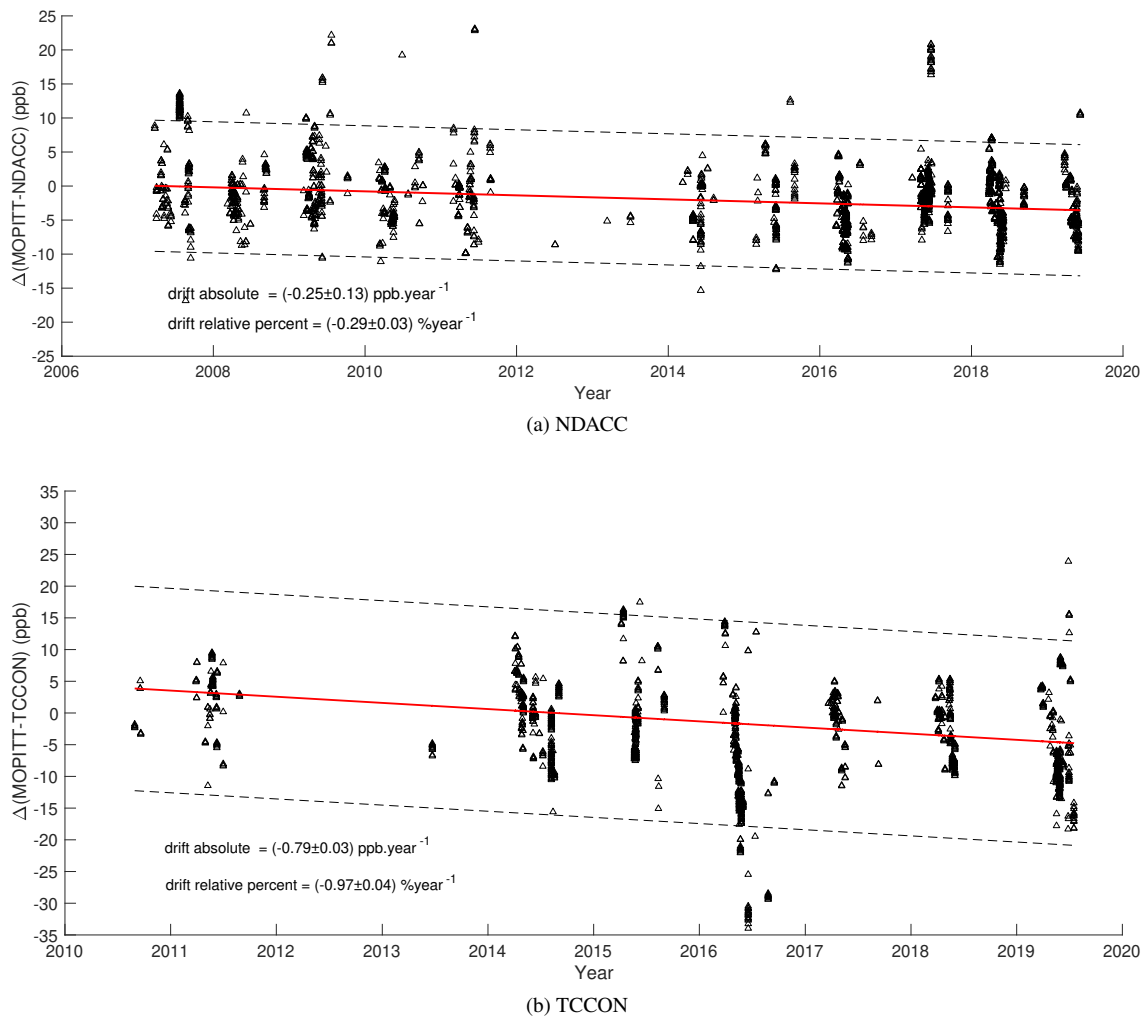 25
20
15
10
5
0
-5
-10
-15
-20
-25
Δ(MOPITT-NDACC) (ppb)
drift absolute = (-0.25±0.13) ppb.year-1
drift relative percent = (-0.29±0.03) %year-1
2006 2008 2010 2012 2014 2016 2018 2020
Year
(a) NDACC
35
30
25
20
15
10
5
0
-5
-10
-15
-20
-25
-30
-35
Δ(MOPITT-TCCON) (ppb)
drift absolute = (-0.79±0.03) ppb.year-1
drift relative percent = (-0.97±0.04) %year-1
2010 2011 2012 2013 2014 2015 2016 2017 2018 2019 2020
Year
(b) TCCON